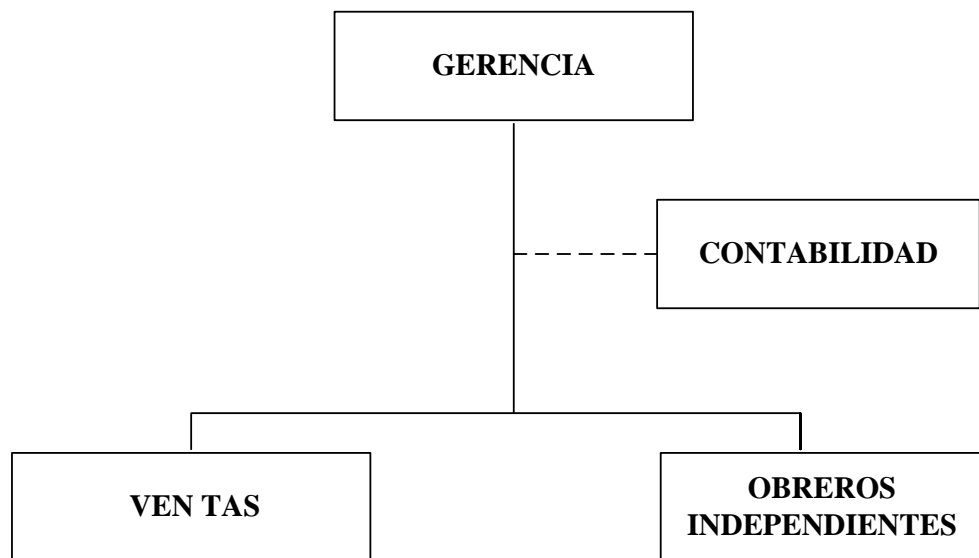 GERENCIA
CONTABILIDAD
VEN TAS
OBREROS
INDEPENDIENTES